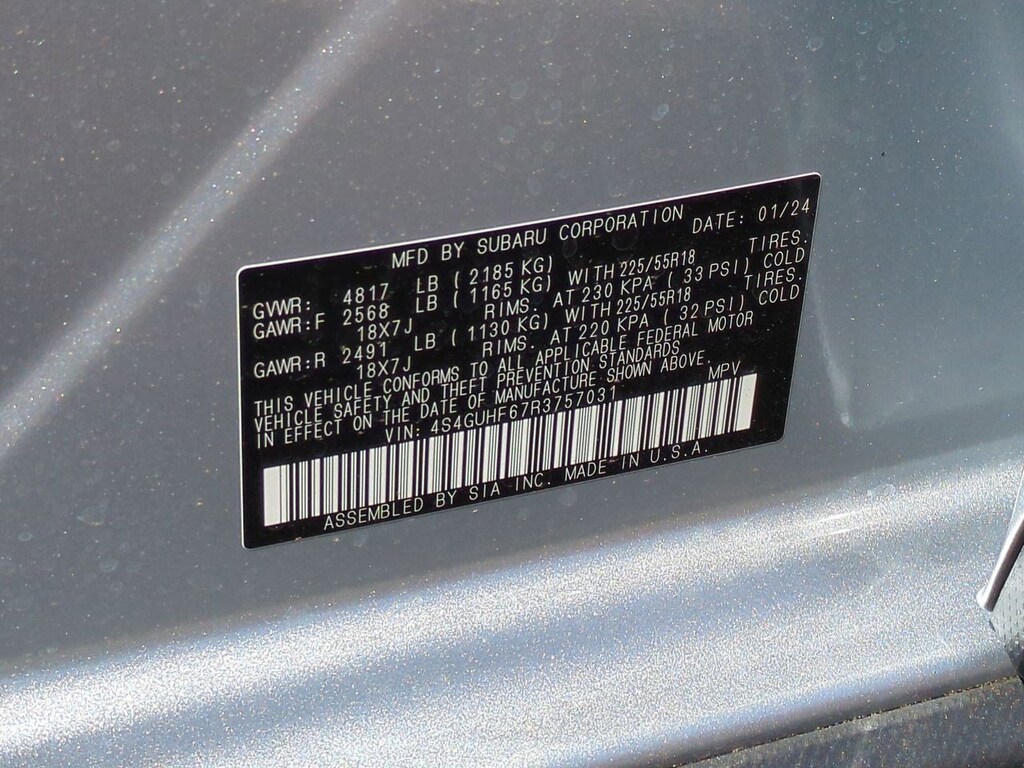 MFD BY SUBARU CORPORATION DATE: 01/24
GVWR: 4817 LB ( 2185 KG)
GAWR:F 2568 LB ( 1165 KG) WITH 225/55R18 TIRES.
18X7J RIMS. AT 230 KPA ( 33 PSI) COLD
GAWR:R 2491 LB ( 1130 KG) WITH 225/55R18 TIRES.
18X7J RIMS. AT 220 KPA ( 32 PSI) COLD
THIS VEHICLE CONFORMS TO ALL APPLICABLE FEDERAL MOTOR
VEHICLE SAFETY AND THEFT PREVENTION STANDARDS
IN EFFECT ON THE DATE OF MANUFACTURE SHOWN ABOVE.
VIN: 4S4GUHF67R3757031 MPV
ASSEMBLED BY SIA INC. MADE IN U.S.A.